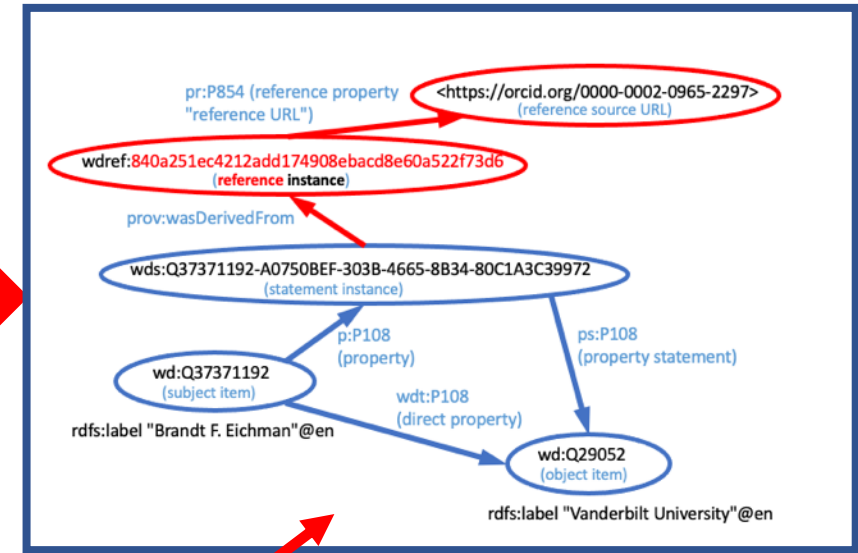 pr:P854 (reference property
"reference URL")
<https://orcid.org/0000-0002-0965-2297>
(reference source URL)
wdref:840a251ec4212add174908ebacd8e60a522f73d6
(reference instance)
prov:wasDerivedFrom
wds:Q37371192-A0750BEF-303B-4665-8B34-80C1A3C39972
(statement instance)
p:P108
(property)
ps:P108
(property statement)
wd:Q37371192
(subject item)
wdt:P108
(direct property)
rdfs:label "Brandt F. Eichman"@en
wd:Q29052
(object item)
rdfs:label "Vanderbilt University"@en